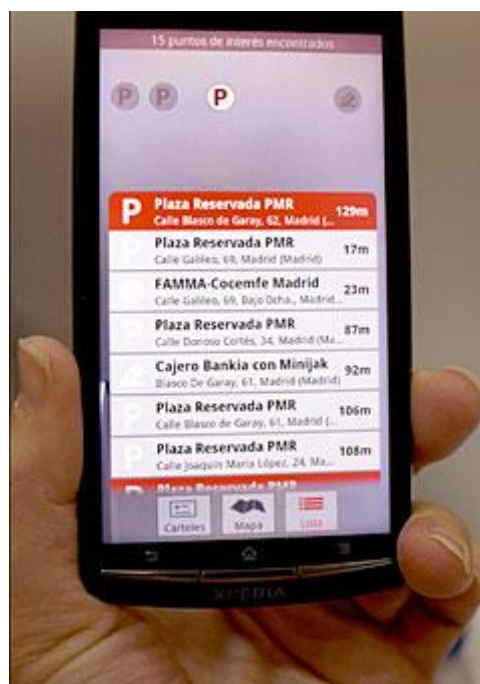 15 puntos de interés encontrados
P P P
P Plaza Reservada PMR 129m
Calle Blasco de Garay, 62, Madrid (...
Plaza Reservada PMR 17m
Calle Galileo, 69, Madrid (Madrid)
FAMMA-Cocemfe Madrid 23m
Calle Galileo, 69, Bajo Dcha., Madrid...
Plaza Reservada PMR 87m
Calle Donoso Cortés, 34, Madrid (Ma...
Cajero Bankia con Minijak 92m
Blasco De Garay, 61, Madrid (Madrid)
Plaza Reservada PMR 106m
Calle Blasco de Garay, 61, Madrid (...
Plaza Reservada PMR 108m
Calle Joaquín María López, 24, Ma...
Plaza Reservada PMR
Carteles Mapa Lista
XPERIA